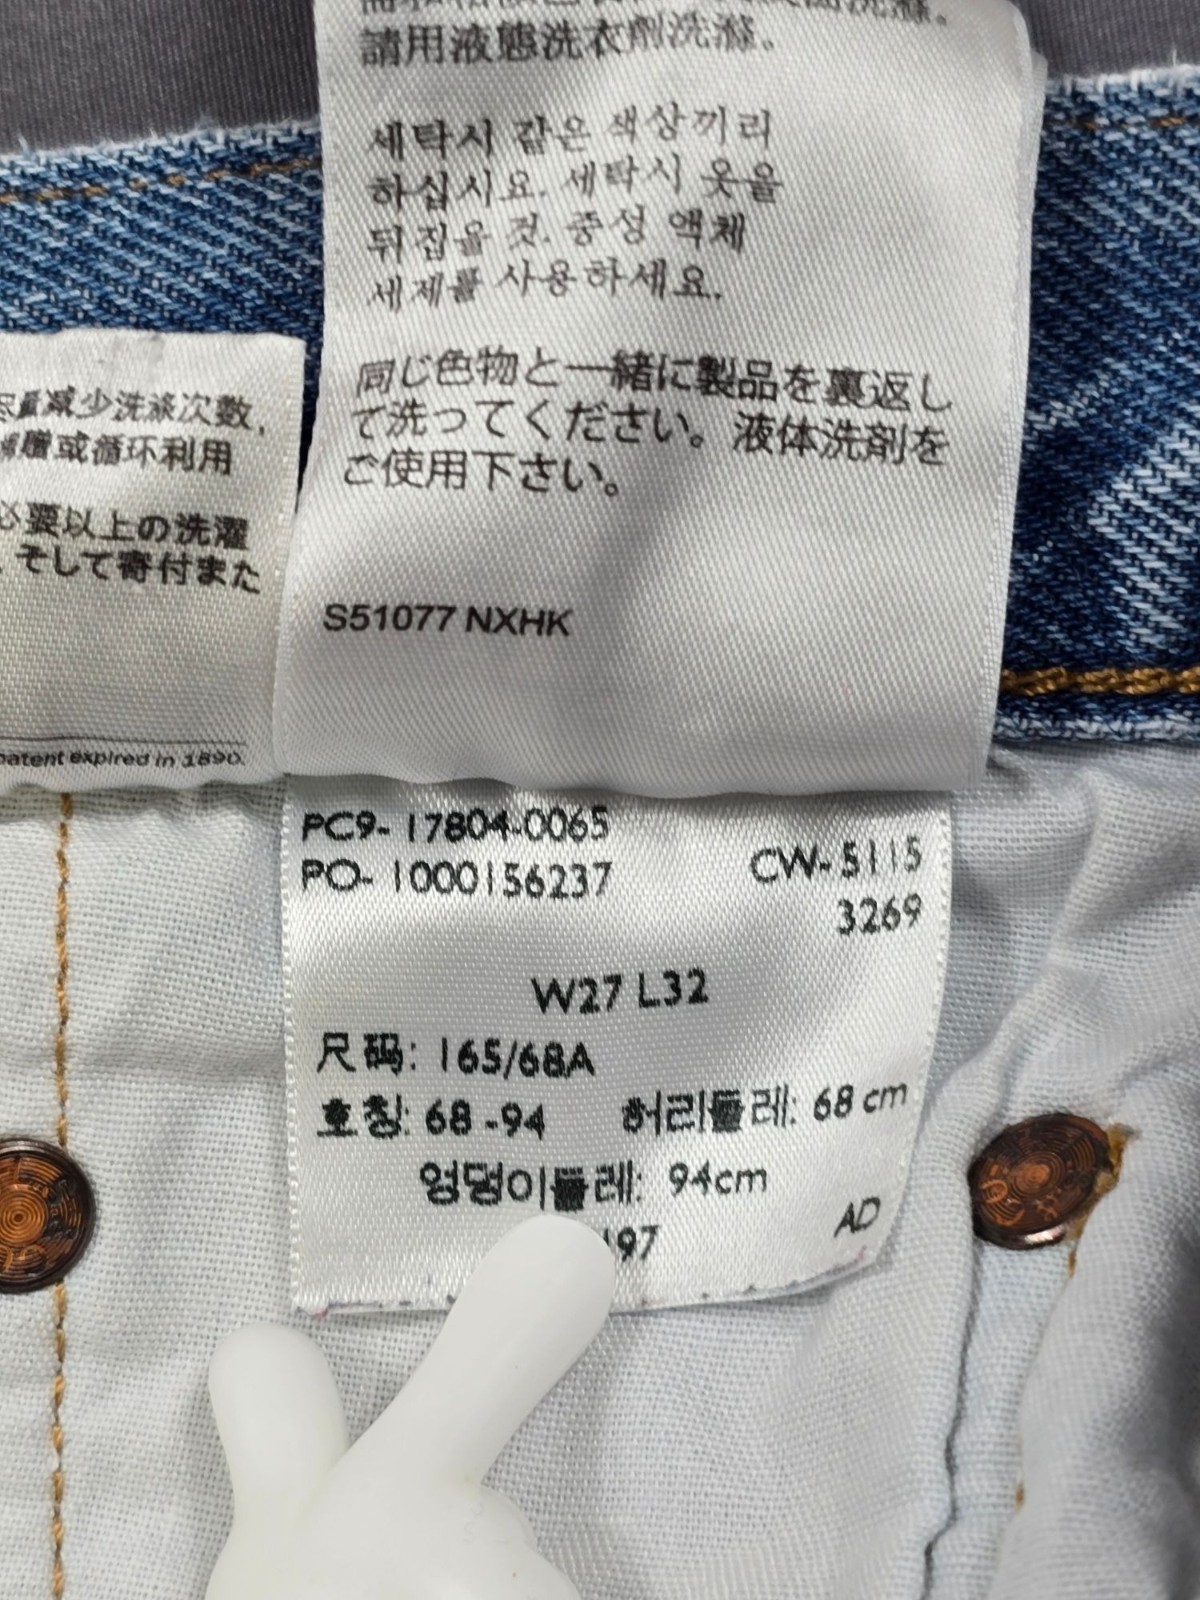 請用液態洗衣劑洗滌。
세탁시 같은 색상끼리
하십시요. 세탁시 옷을
뒤집을 것. 중성 액체
세제를 사용하세요.
同じ色物と一緒に製品を裏返し
て洗ってください。液体洗剤を
ご使用下さい。
S51077 NXHK
减少洗涤次数,
或循环利用
必要以上の洗濯
、そして寄付また
patent expired in 1890.
PC9-17804-0065
PO-1000156237
CW-5115
3269
W27 L32
尺码: 165/68A
호칭: 68-94 허리둘레: 68 cm
엉덩이둘레: 94cm
197 AD